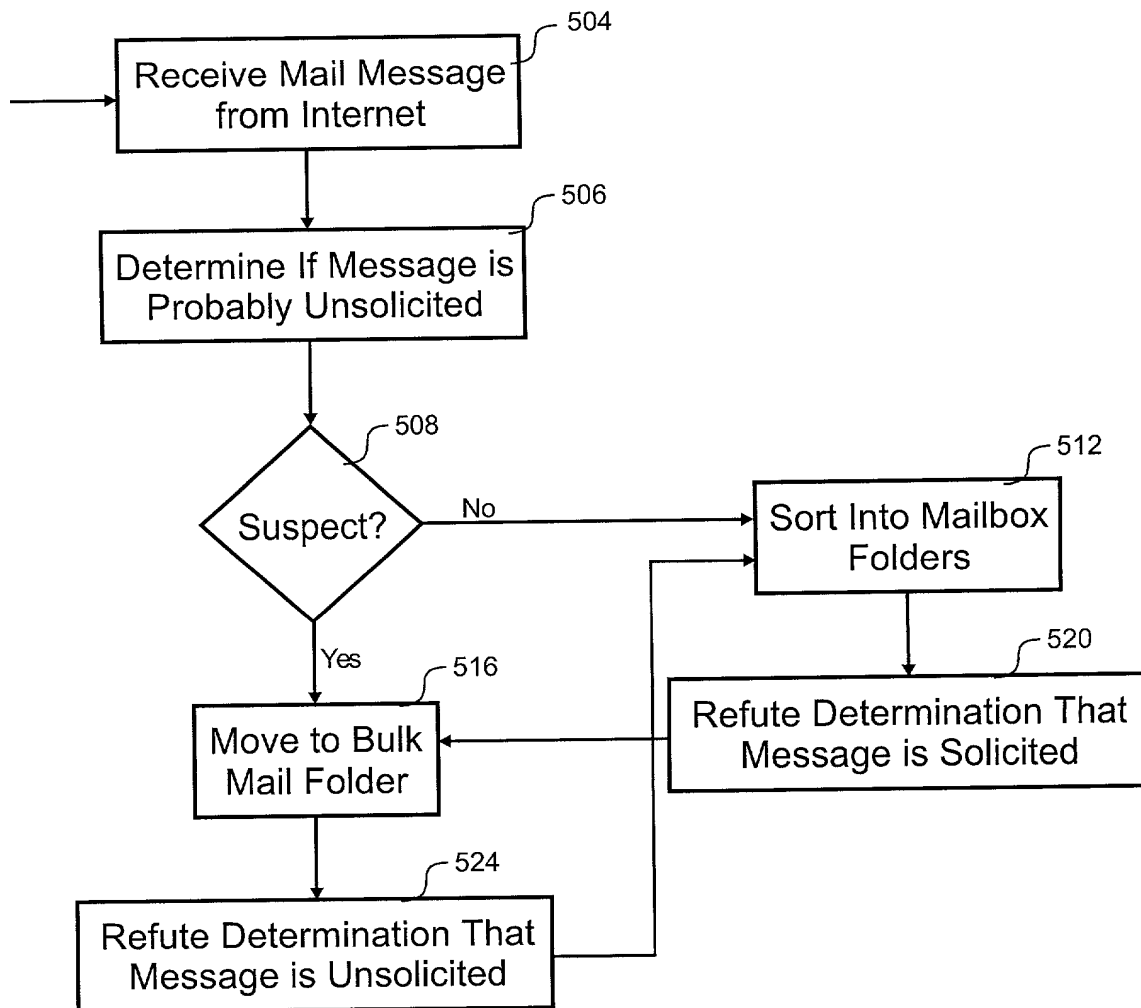 504
Receive Mail Message
from Internet
506
Determine If Message is
Probably Unsolicited
508
Suspect?
No
512
Sort Into Mailbox
Folders
Yes
516
Move to Bulk
Mail Folder
520
Refute Determination That
Message is Solicited
524
Refute Determination That
Message is Unsolicited